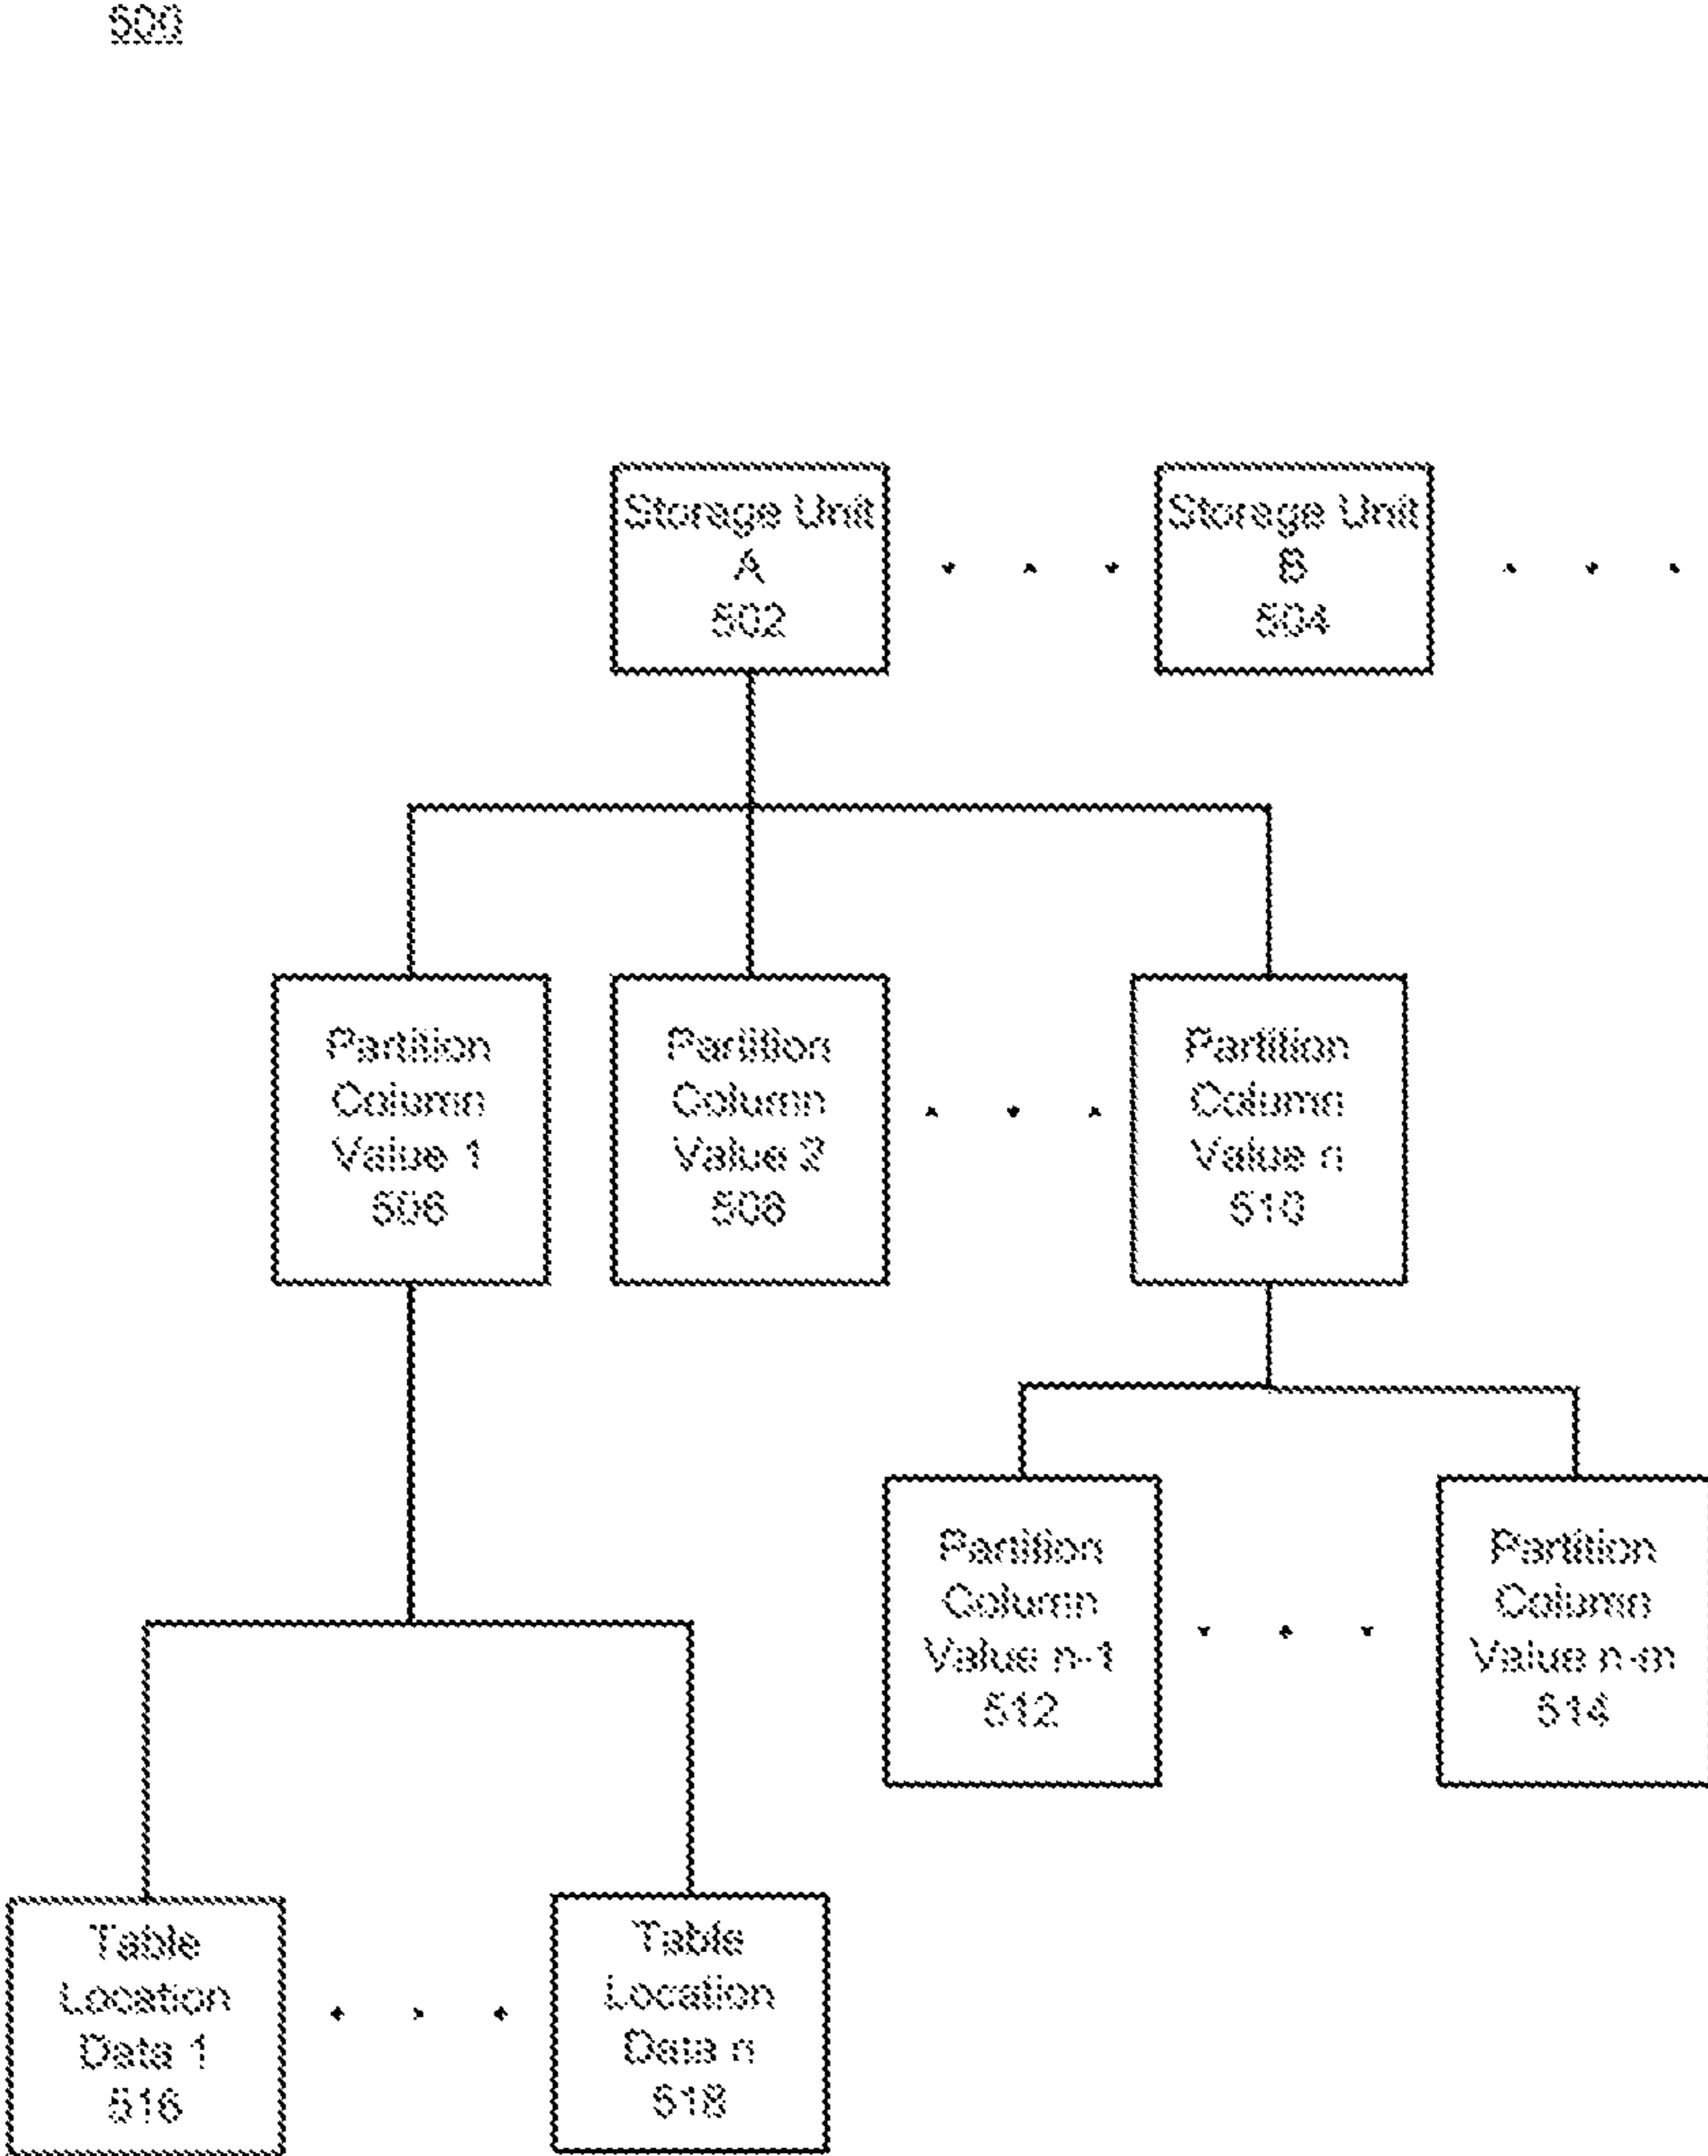 500
Storage Unit
A
502
Storage Unit
B
504
Partition
Column
Value 1
506
Partition
Column
Value 2
508
Partition
Column
Value n
510
Partition
Column
Value n-1
512
Partition
Column
Value n-m
514
Table
Location
Data 1
516
Table
Location
Data n
518